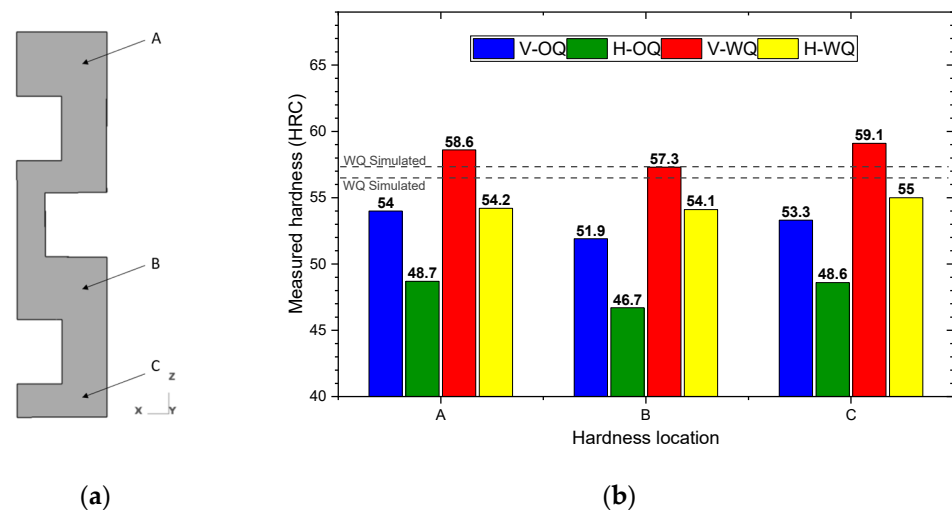 A
B
C
Z
X
Y
(a)
V-OQ H-OQ V-WQ H-WQ
Measured hardness (HRC)
65
60
55
50
45
40
WQ Simulated
WQ Simulated
54
48.7
58.6
54.2
51.9
46.7
57.3
54.1
53.3
48.6
59.1
55
A B C
Hardness location
(b)